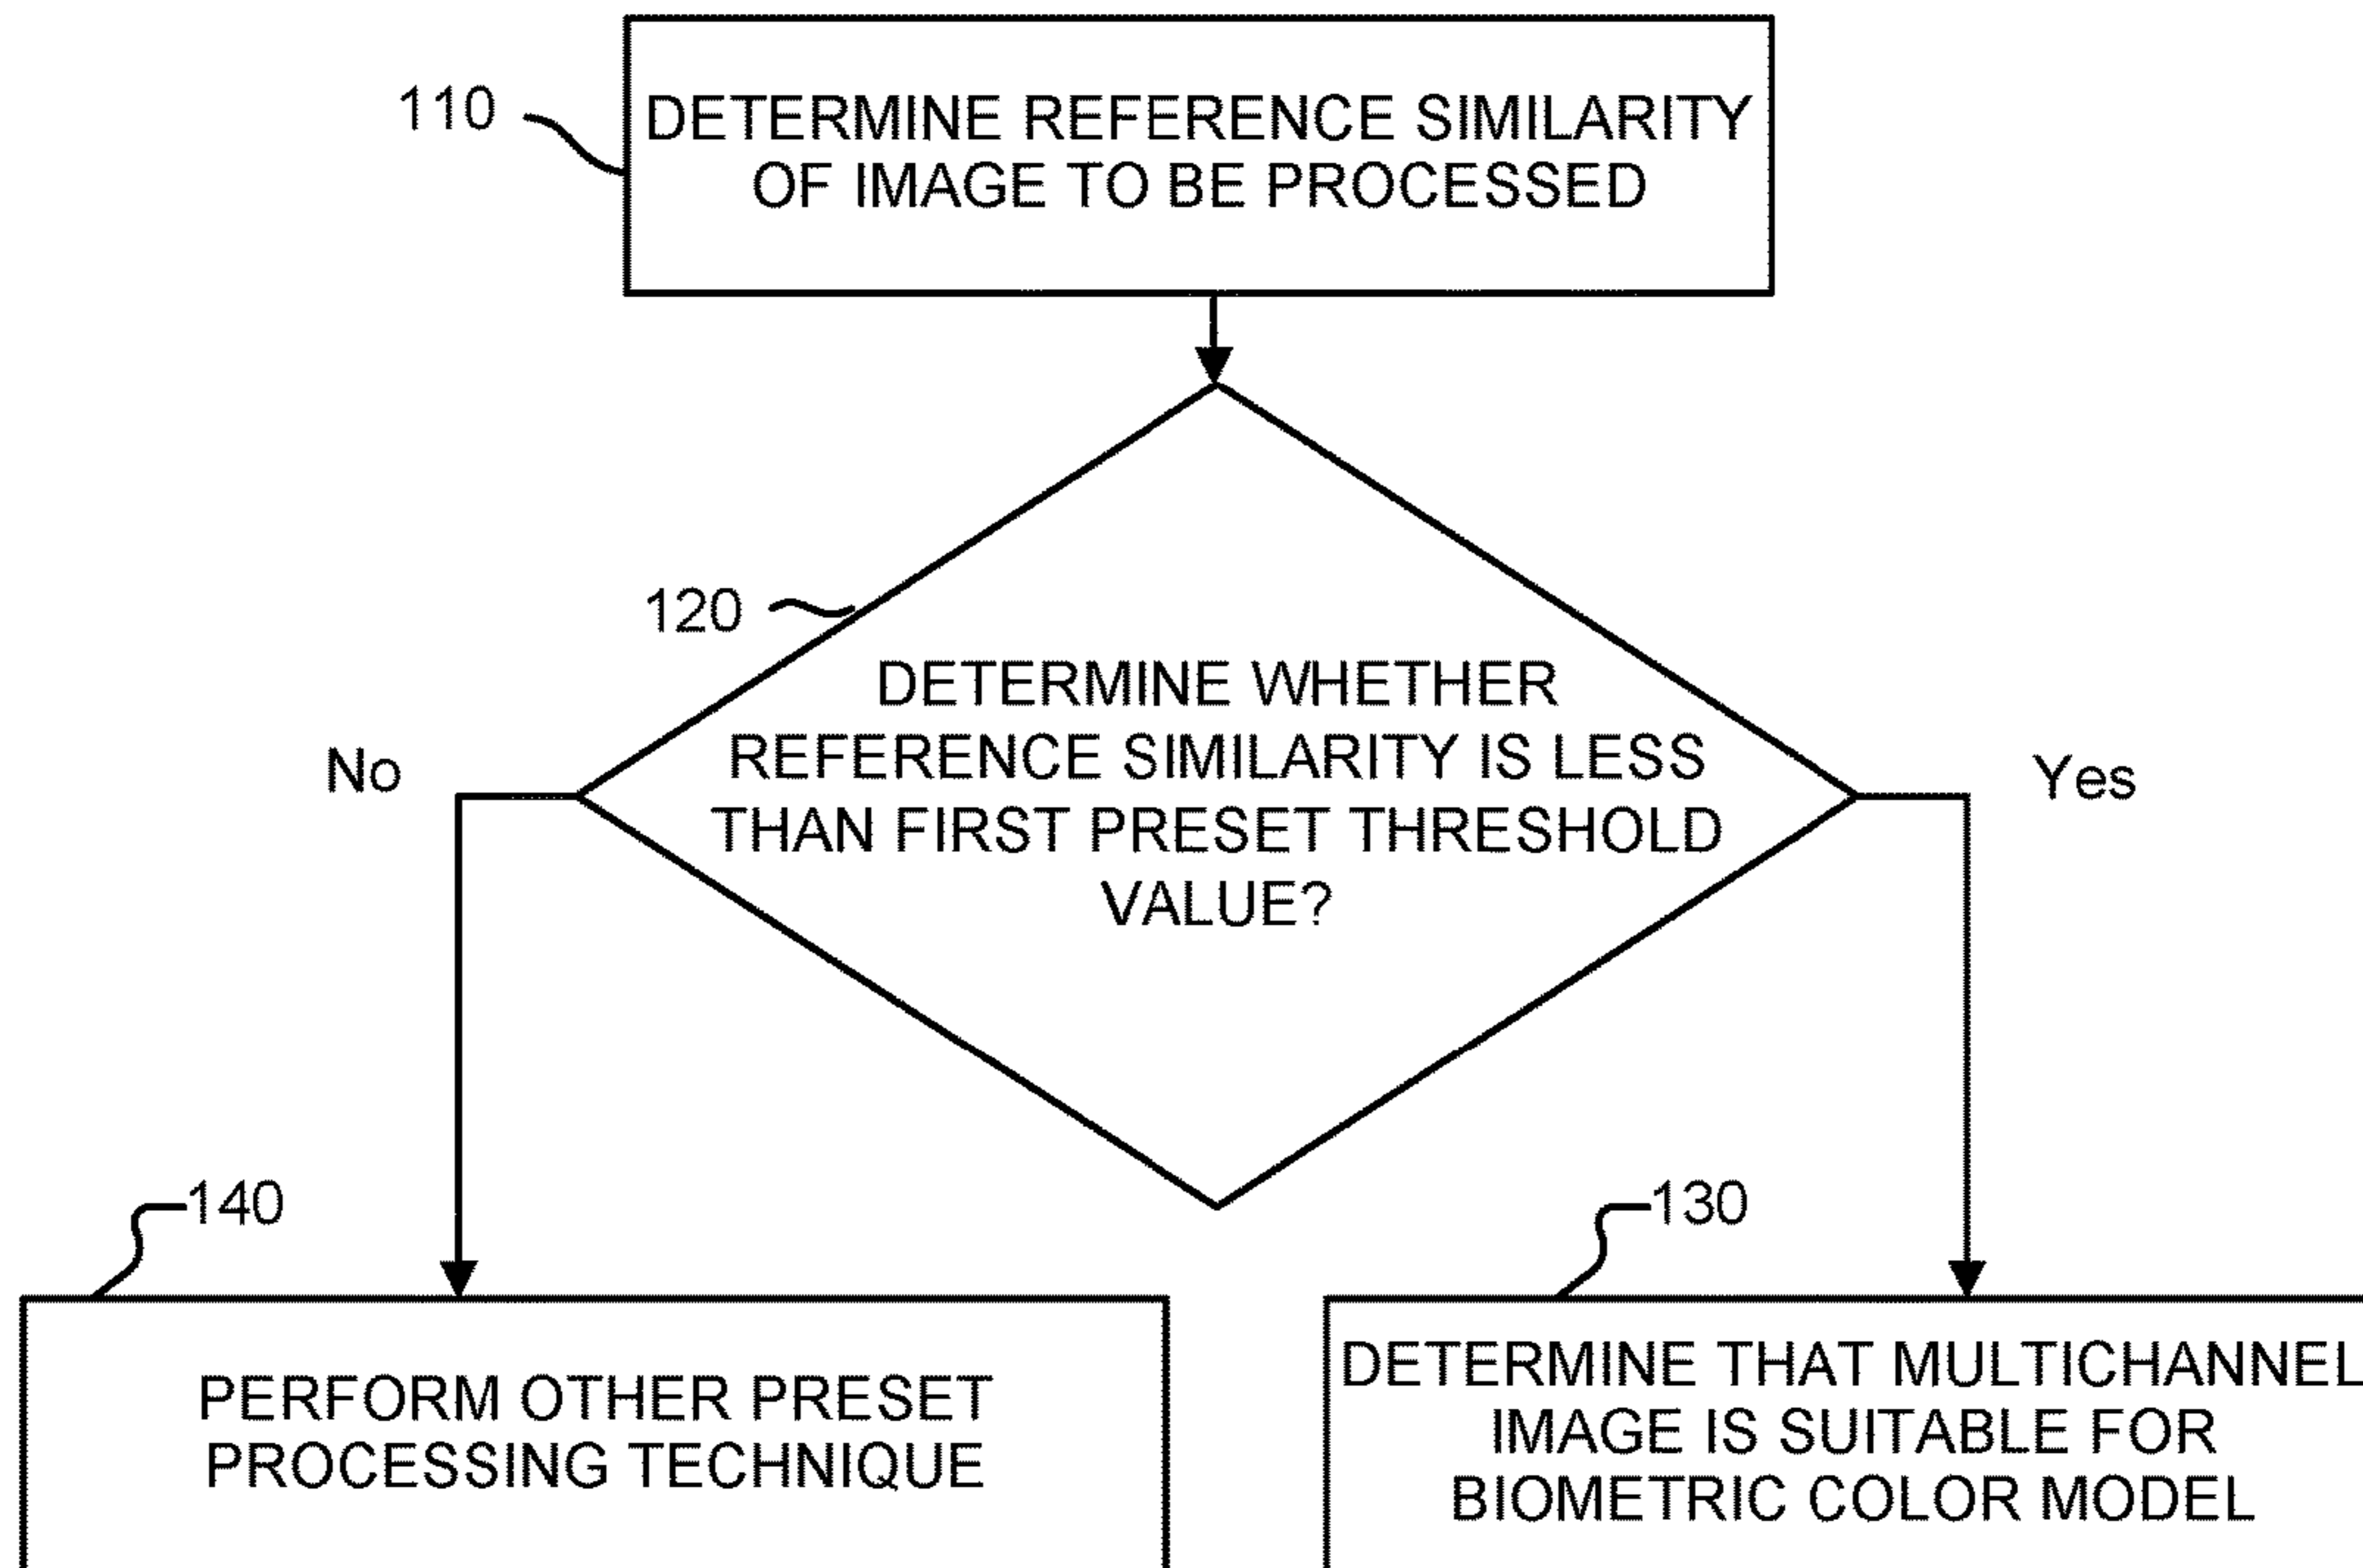 110
DETERMINE REFERENCE SIMILARITY
OF IMAGE TO BE PROCESSED
120
DETERMINE WHETHER
REFERENCE SIMILARITY IS LESS
THAN FIRST PRESET THRESHOLD
VALUE?
No
Yes
140
PERFORM OTHER PRESET
PROCESSING TECHNIQUE
130
DETERMINE THAT MULTICHANNEL
IMAGE IS SUITABLE FOR
BIOMETRIC COLOR MODEL